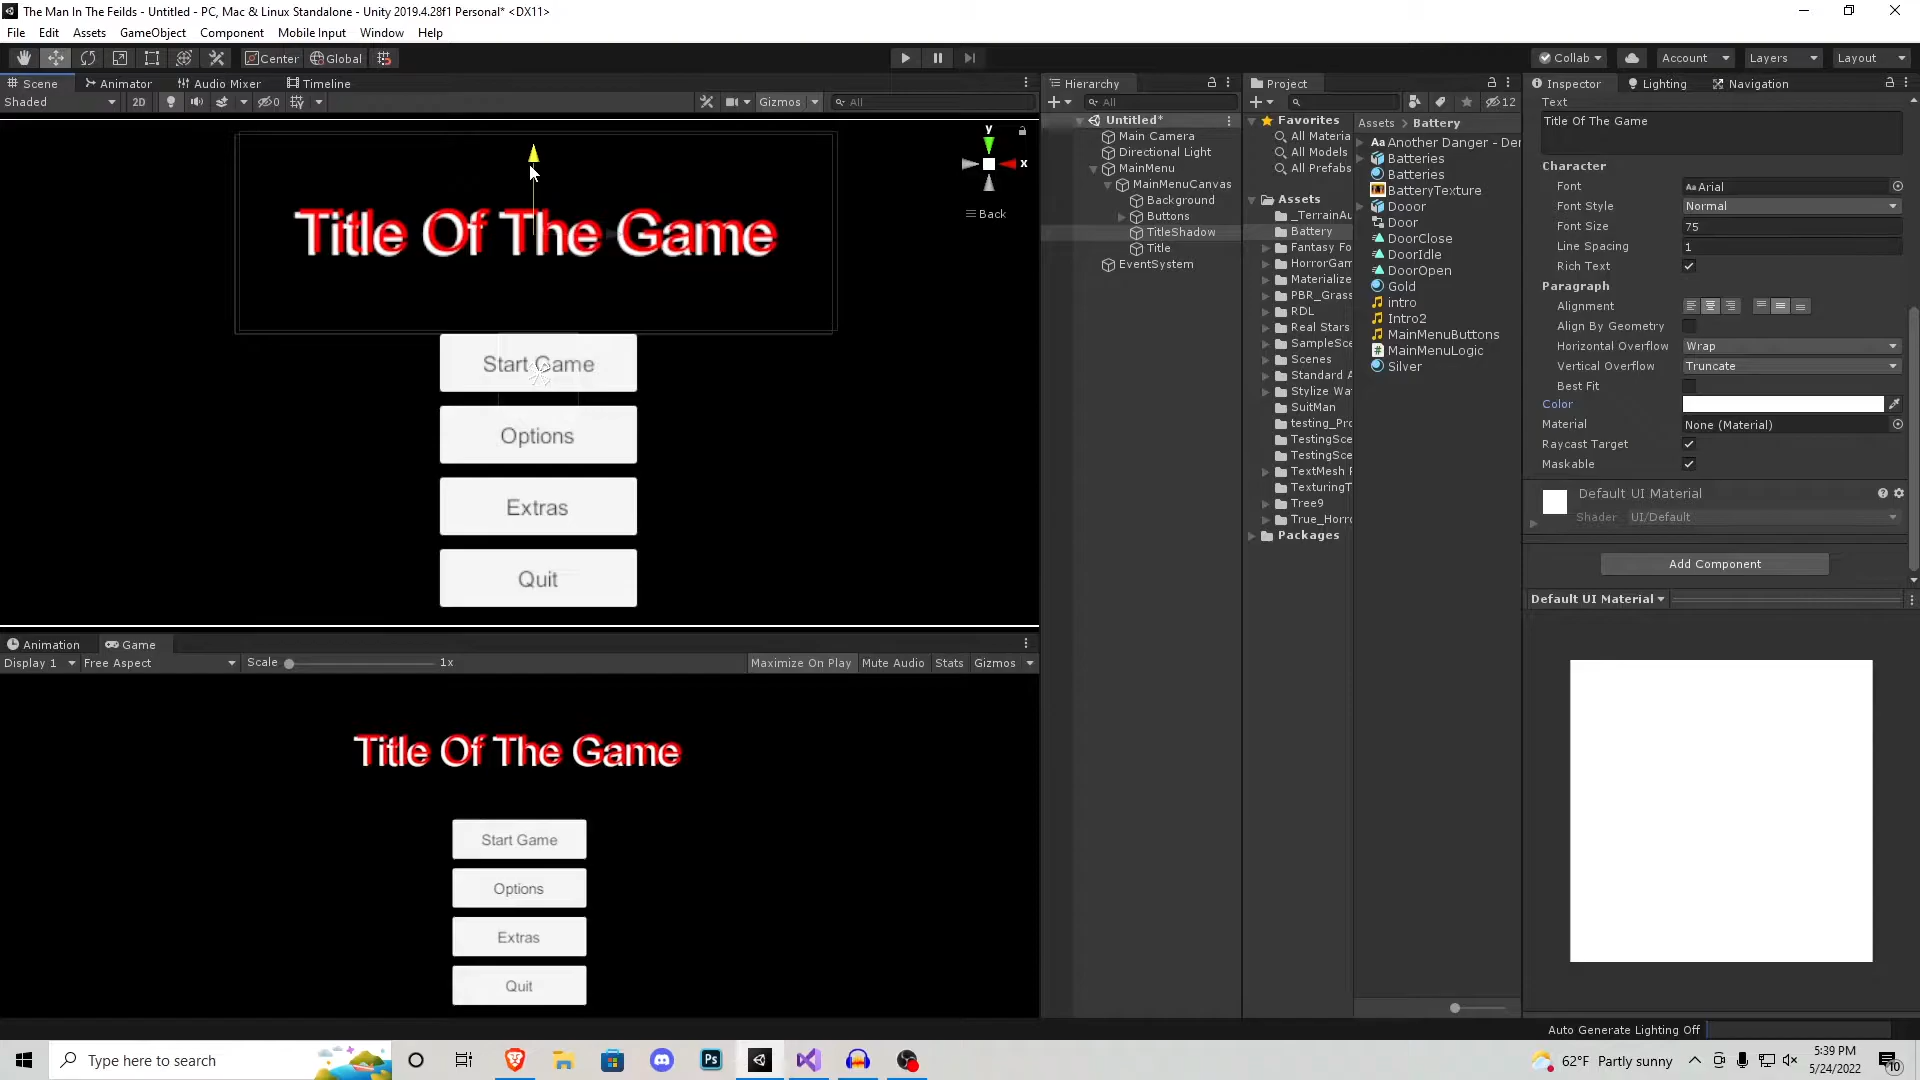 The Man In The Feilds - Untitled - PC, Mac & Linux Standalone - Unity 2019.4.28f1 Personal* <DX11>
File Edit Assets GameObject Component Mobile Input Window Help
Center Global Collab Account Layers Layout
Scene Animator Audio Mixer Timeline
Shaded 2D 0 Gizmos All
y
x
Back
Title Of The Game
Start Game
Options
Extras
Quit
Animation Game
Display 1 Free Aspect Scale 1x Maximize On Play Mute Audio Stats Gizmos
Title Of The Game
Start Game
Options
Extras
Quit
Hierarchy
All
Untitled*
Main Camera
Directional Light
MainMenu
MainMenuCanvas
Background
Buttons
TitleShadow
Title
EventSystem
Project
12
Favorites
All Materia
All Models
All Prefabs
Assets
_TerrainAu
Battery
Fantasy Fo
HorrorGam
Materialize
PBR_Grass
RDL
Real Stars
SampleSce
Scenes
Standard A
Stylize Wa
SuitMan
testing_Pro
TestingSce
TestingSce
TextMesh P
TexturingT
Tree9
True_Horro
Packages
Assets > Battery
Aa Another Danger - Der
Batteries
Batteries
BatteryTexture
Dooor
Door
DoorClose
DoorIdle
DoorOpen
Gold
intro
Intro2
MainMenuButtons
MainMenuLogic
Silver
Inspector Lighting Navigation
Text
Title Of The Game
Character
Font Aa Arial
Font Style Normal
Font Size 75
Line Spacing 1
Rich Text
Paragraph
Alignment
Align By Geometry
Horizontal Overflow Wrap
Vertical Overflow Truncate
Best Fit
Color
Material None (Material)
Raycast Target
Maskable
Default UI Material
Shader UI/Default
Add Component
Default UI Material
Auto Generate Lighting Off
Type here to search
Ps
62°F Partly sunny
5:39 PM
5/24/2022
10